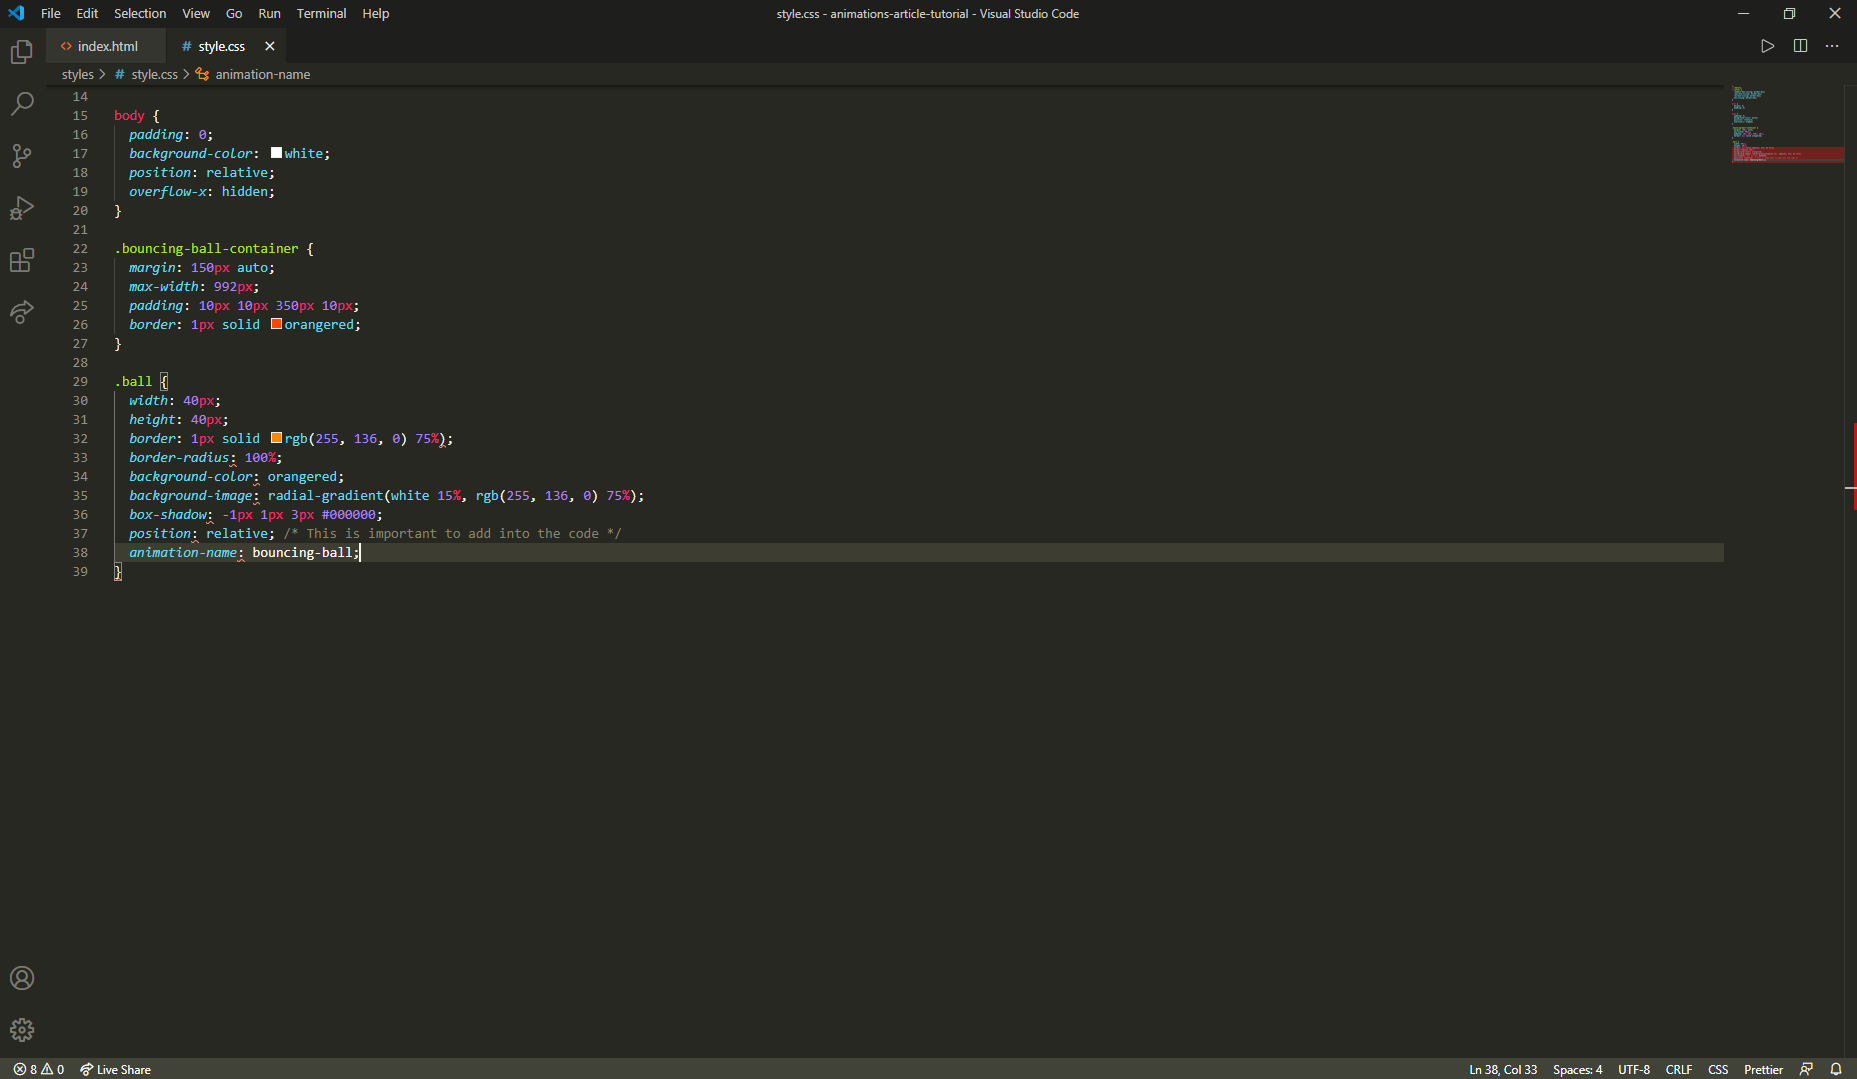 File Edit Selection View Go Run Terminal Help
style.css - animations-article-tutorial - Visual Studio Code
<> index.html
# style.css
styles > # style.css > animation-name
14
15 body {
16 padding: 0;
17 background-color: white;
18 position: relative;
19 overflow-x: hidden;
20 }
21
22 .bouncing-ball-container {
23 margin: 150px auto;
24 max-width: 992px;
25 padding: 10px 10px 350px 10px;
26 border: 1px solid orangered;
27 }
28
29 .ball {
30 width: 40px;
31 height: 40px;
32 border: 1px solid rgb(255, 136, 0) 75%);
33 border-radius: 100%;
34 background-color: orangered;
35 background-image: radial-gradient(white 15%, rgb(255, 136, 0) 75%);
36 box-shadow: -1px 1px 3px #000000;
37 position: relative; /* This is important to add into the code */
38 animation-name: bouncing-ball;
39 }
8 0 Live Share
Ln 38, Col 33 Spaces: 4 UTF-8 CRLF CSS Prettier